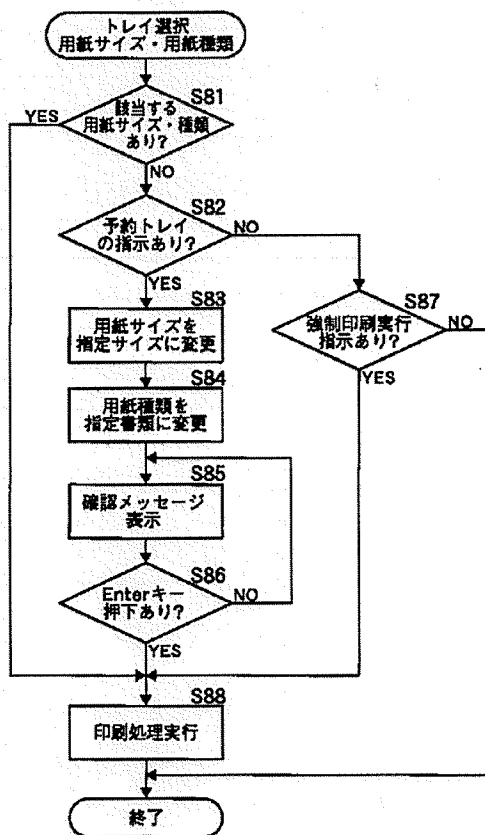 トレイ選択
用紙サイズ・用紙種類
S81
YES
該当する
用紙サイズ・種類
あり?
NO
S82
予約トレイ
の指示あり?
NO
YES
S83
用紙サイズを
指定サイズに変更
S87
強制印刷実行
指示あり?
NO
YES
S84
用紙種類を
指定書類に変更
S85
確認メッセージ
表示
S86
Enterキー
押下あり?
NO
YES
S88
印刷処理実行
終了